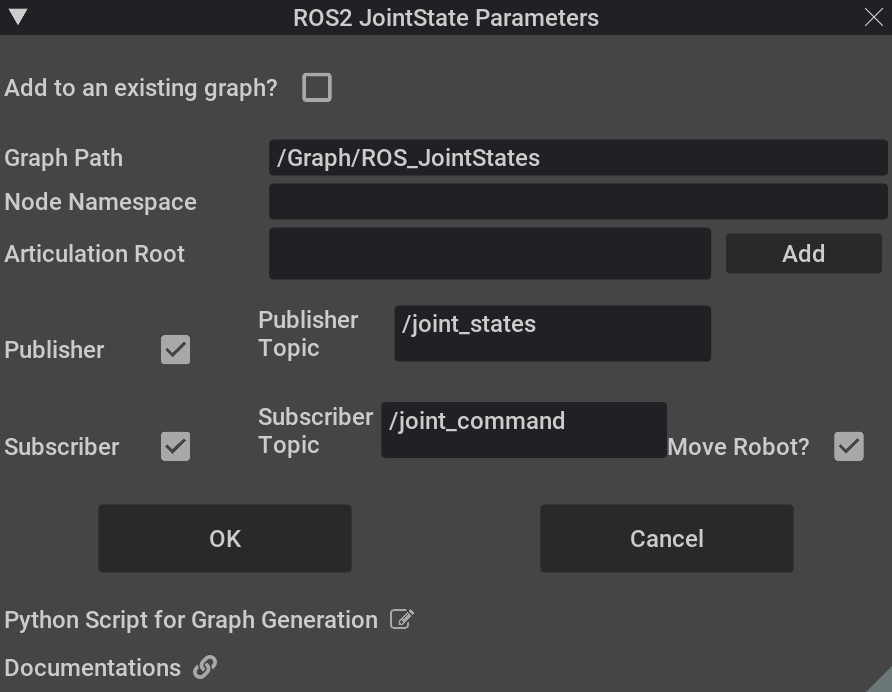 ROS2 JointState Parameters
Add to an existing graph?
Graph Path /Graph/ROS_JointStates
Node Namespace
Articulation Root Add
Publisher Publisher Topic /joint_states
Subscriber Subscriber Topic /joint_command Move Robot?
OK Cancel
Python Script for Graph Generation
Documentations